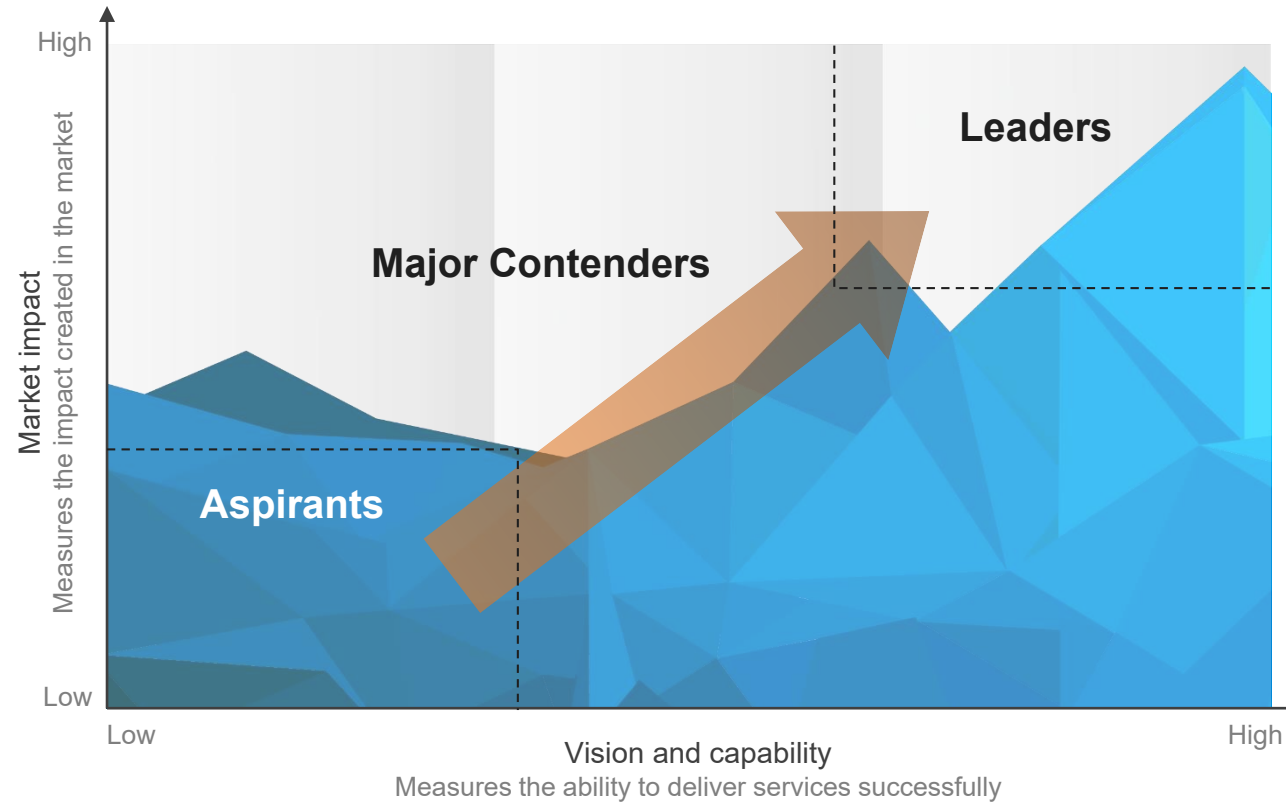 High
Leaders
Major Contenders
Market impact
Measures the impact created in the market
Aspirants
Low
Low
High
Vision and capability
Measures the ability to deliver services successfully